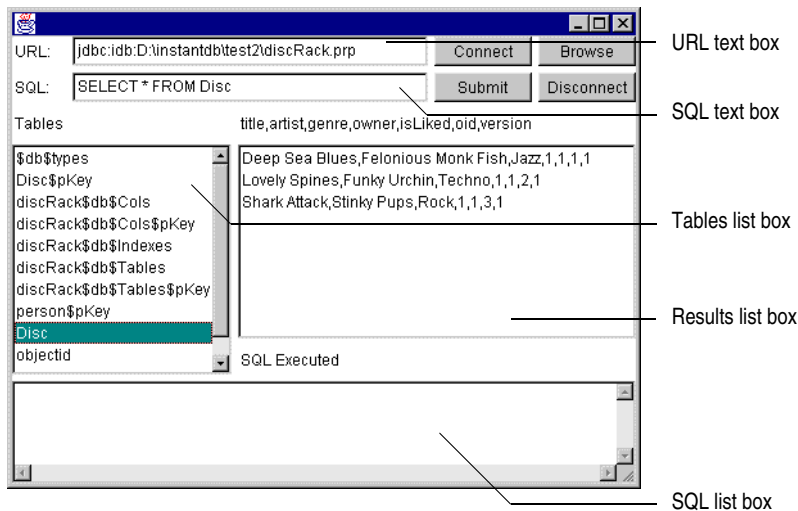 URL: jdbc:idb:D:\instantdb\test2\discRack.prp Connect Browse
URL text box
SQL: SELECT * FROM Disc Submit Disconnect
SQL text box
Tables title,artist,genre,owner,isLiked,oid,version
$db$types
Disc$pKey
discRack$db$Cols
discRack$db$Cols$pKey
discRack$db$Indexes
discRack$db$Tables
discRack$db$Tables$pKey
person$pKey
Disc
objectid
Deep Sea Blues,Felonious Monk Fish,Jazz,1,1,1,1
Lovely Spines,Funky Urchin,Techno,1,1,2,1
Shark Attack,Stinky Pups,Rock,1,1,3,1
Tables list box
Results list box
SQL Executed
SQL list box